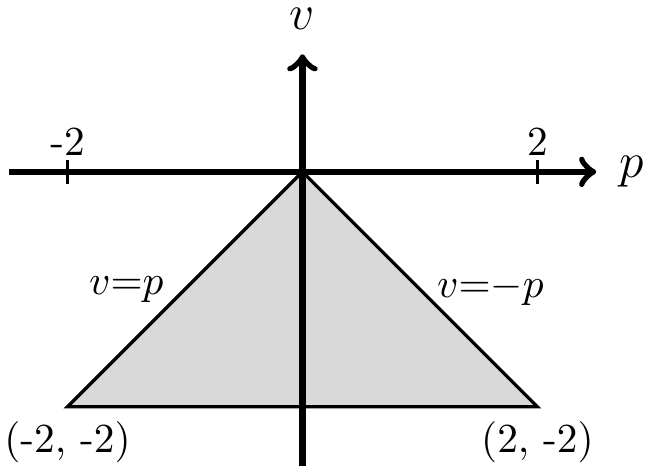 v
-2
2
p
v=p
v=−p
(-2, -2)
(2, -2)